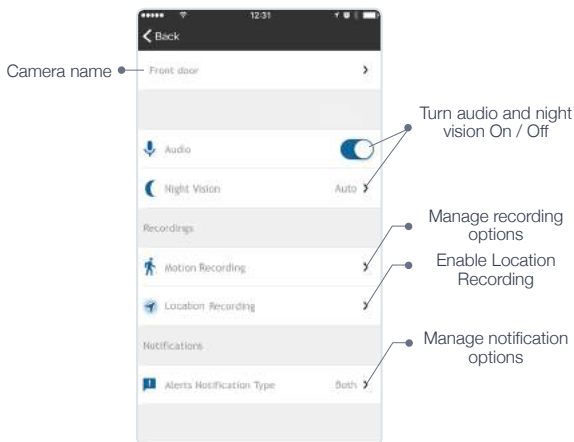 12:31
Back
Camera name
Front door
Turn audio and night
vision On / Off
Audio
Night Vision
Auto
Recordings
Manage recording
options
Motion Recording
Enable Location
Recording
Location Recording
Notifications
Manage notification
options
Alerts Notification Type
Both